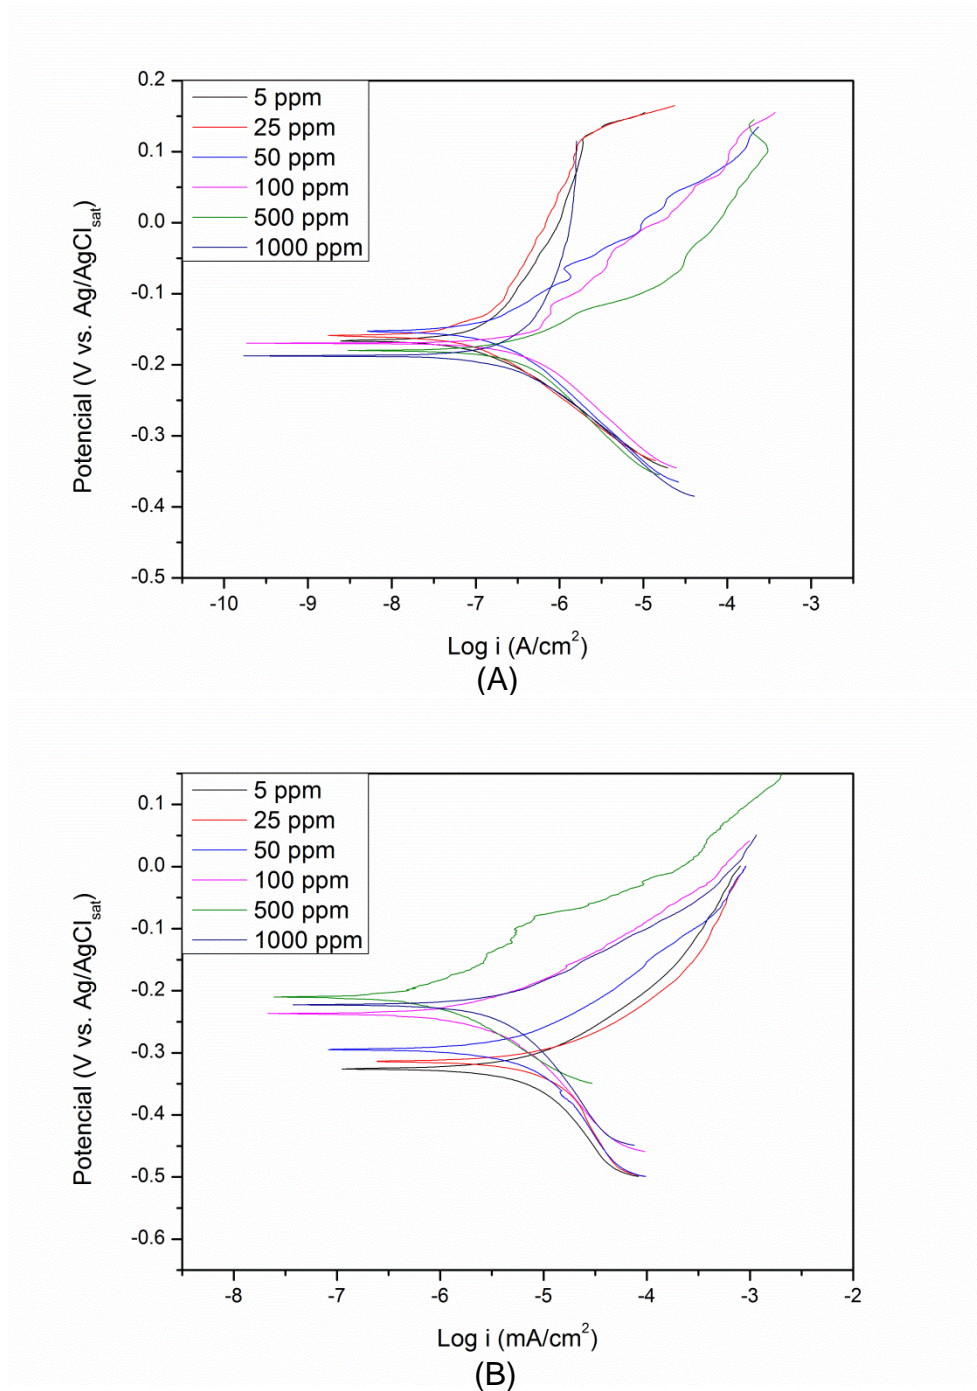 0.2
0.1
0.0
-0.1
-0.2
-0.3
-0.4
-0.5
5 ppm
25 ppm
50 ppm
100 ppm
500 ppm
1000 ppm
Potencial (V vs. Ag/AgCl_sat)
-10 -9 -8 -7 -6 -5 -4 -3
Log i (A/cm²)
(A)
0.1
0.0
-0.1
-0.2
-0.3
-0.4
-0.5
-0.6
5 ppm
25 ppm
50 ppm
100 ppm
500 ppm
1000 ppm
Potencial (V vs. Ag/AgCl_sat)
-8 -7 -6 -5 -4 -3 -2
Log i (mA/cm²)
(B)